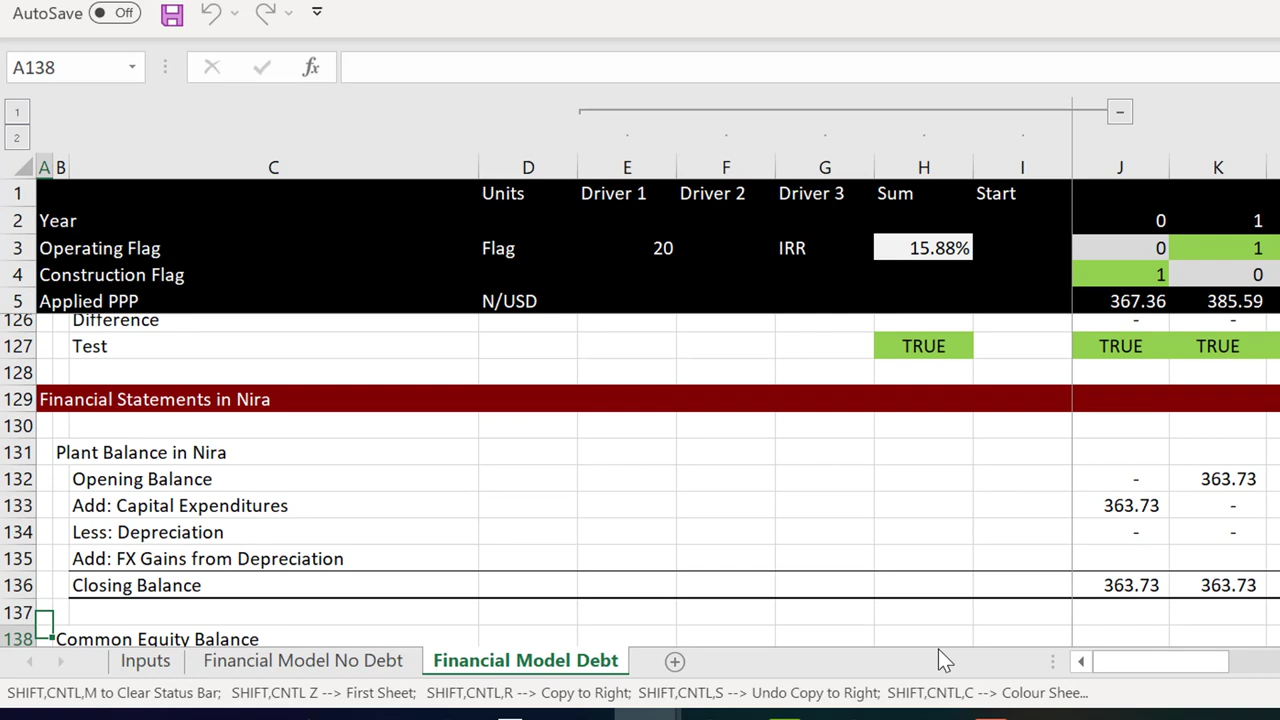 AutoSave Off
A138 fx
1
2
A B C D E F G H I J K
1 Units Driver 1 Driver 2 Driver 3 Sum Start
2 Year 0 1
3 Operating Flag Flag 20 IRR 15.88% 0 1
4 Construction Flag 1 0
5 Applied PPP N/USD 367.36 385.59
126 Difference - -
127 Test TRUE TRUE TRUE
128
129 Financial Statements in Nira
130
131 Plant Balance in Nira
132 Opening Balance - 363.73
133 Add: Capital Expenditures 363.73 -
134 Less: Depreciation - -
135 Add: FX Gains from Depreciation
136 Closing Balance 363.73 363.73
137
138 Common Equity Balance
Inputs Financial Model No Debt Financial Model Debt
SHIFT,CNTL,M to Clear Status Bar; SHIFT,CNTL Z --> First Sheet; SHIFT,CNTL,R --> Copy to Right; SHIFT,CNTL,S --> Undo Copy to Right; SHIFT,CNTL,C --> Colour Shee...